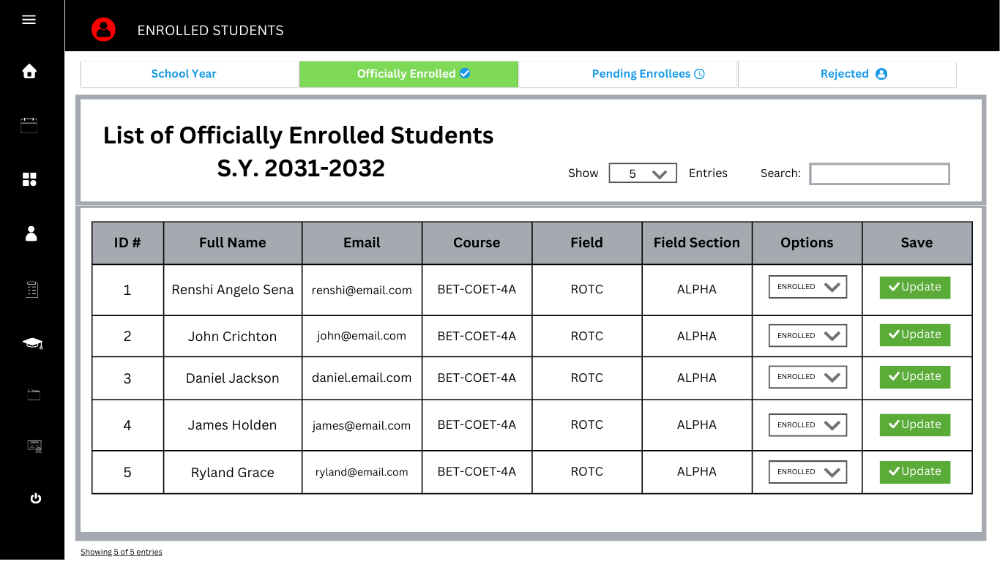 ENROLLED STUDENTS
School Year
Officially Enrolled
Pending Enrollees
Rejected
List of Officially Enrolled Students
S.Y. 2031-2032
Show 5 Entries Search:
ID # Full Name Email Course Field Field Section Options Save
1 Renshi Angelo Sena renshi@email.com BET-COET-4A ROTC ALPHA ENROLLED Update
2 John Crichton john@email.com BET-COET-4A ROTC ALPHA ENROLLED Update
3 Daniel Jackson daniel.email.com BET-COET-4A ROTC ALPHA ENROLLED Update
4 James Holden james@email.com BET-COET-4A ROTC ALPHA ENROLLED Update
5 Ryland Grace ryland@email.com BET-COET-4A ROTC ALPHA ENROLLED Update
Showing 5 of 5 entries